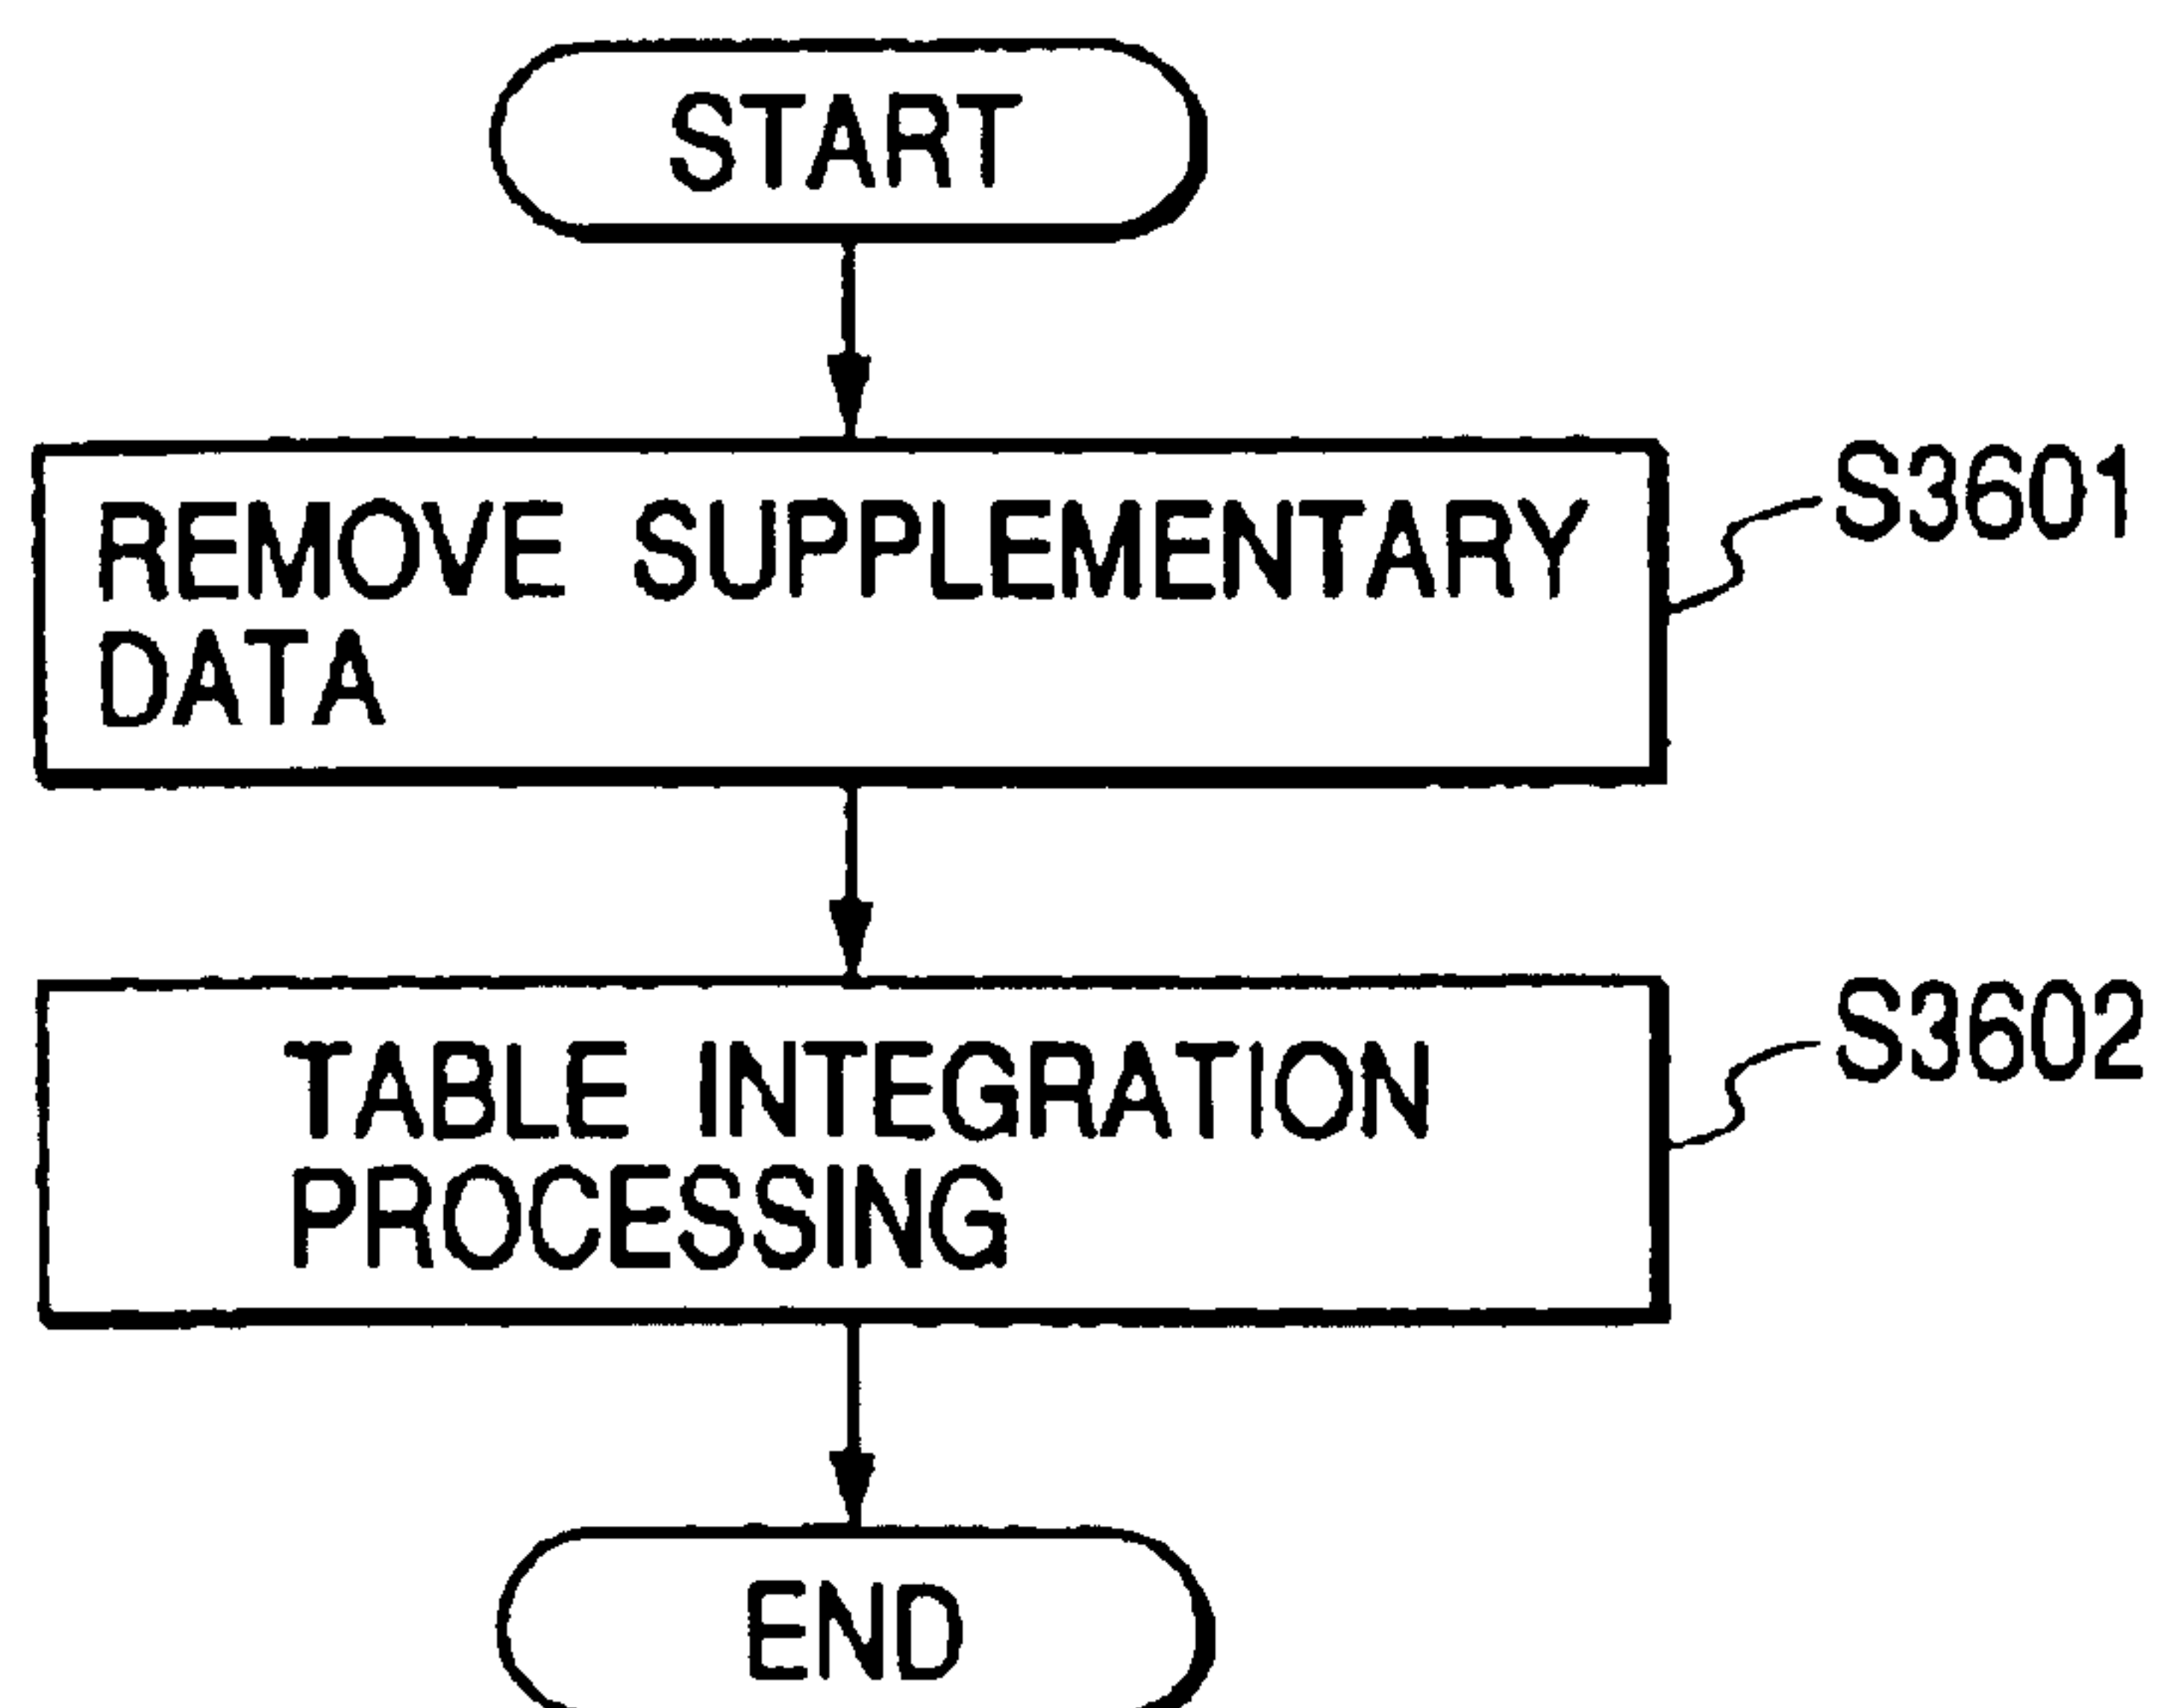 START
REMOVE SUPPLEMENTARY
DATA
S3601
TABLE INTEGRATION
PROCESSING
S3602
END